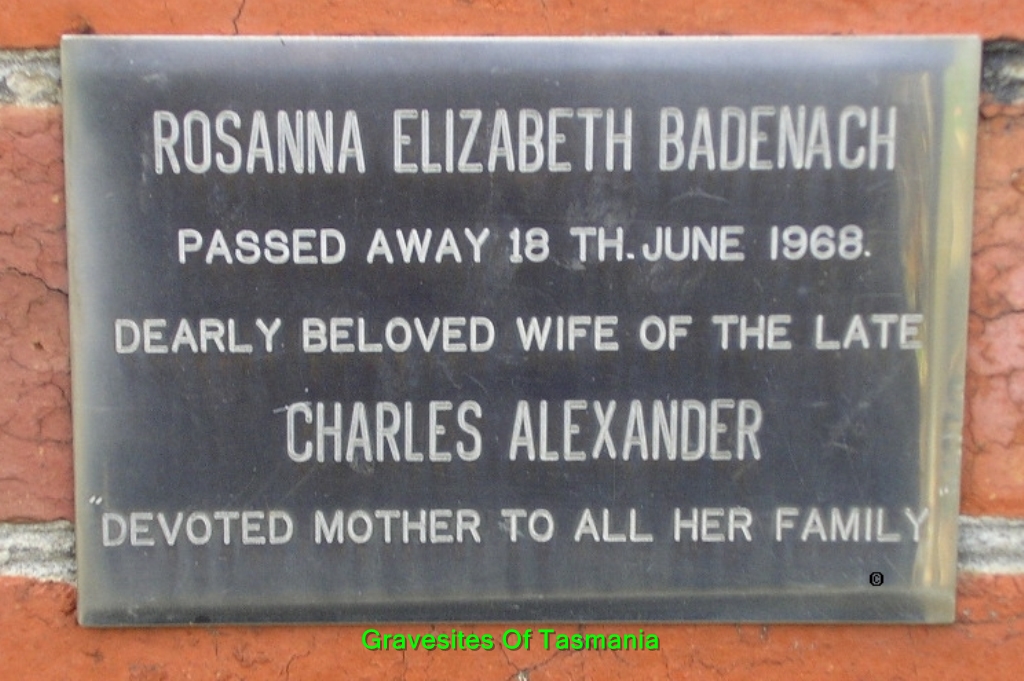 ROSANNA ELIZABETH BADENACH
PASSED AWAY 18 TH. JUNE 1968.
DEARLY BELOVED WIFE OF THE LATE
CHARLES ALEXANDER
"DEVOTED MOTHER TO ALL HER FAMILY"
©
Gravesites Of Tasmania